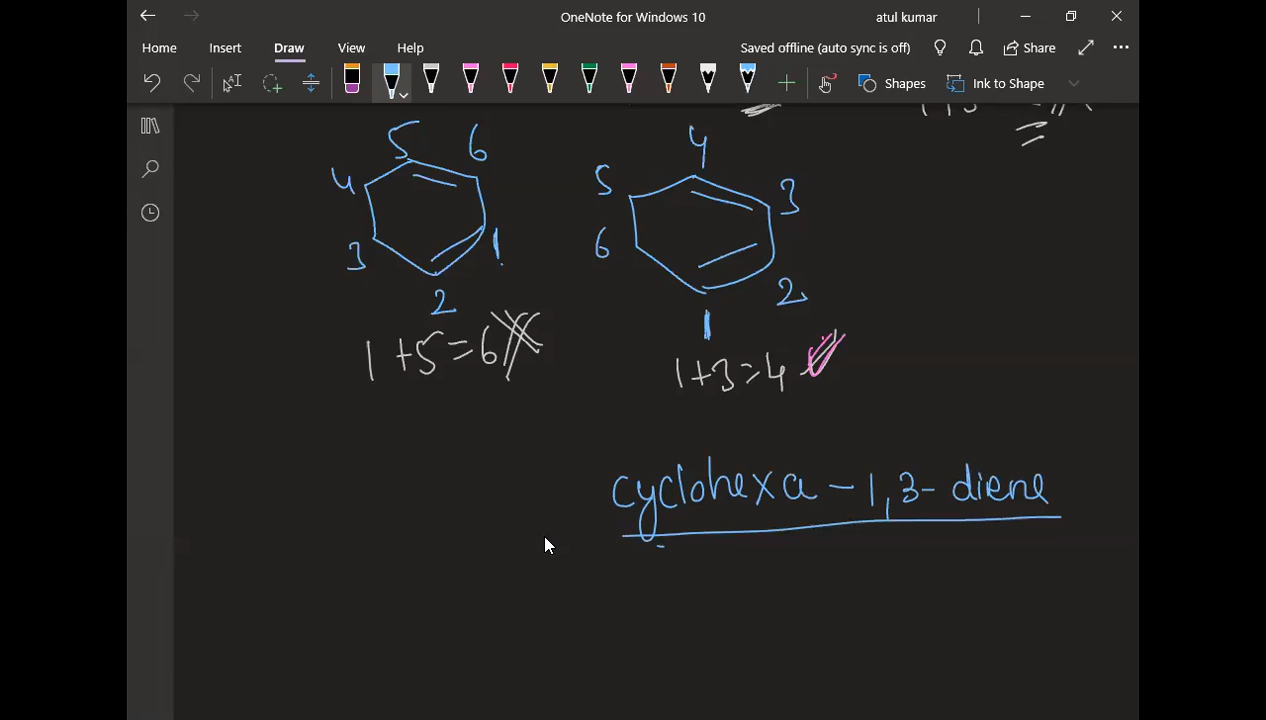 OneNote for Windows 10
atul kumar
Home Insert Draw View Help
Saved offline (auto sync is off)
Share
Shapes
Ink to Shape
5 6
4
3
1
2
4
5
3
6
2
1
1+5=6
1+3=4
cyclohexa-1,3-diene